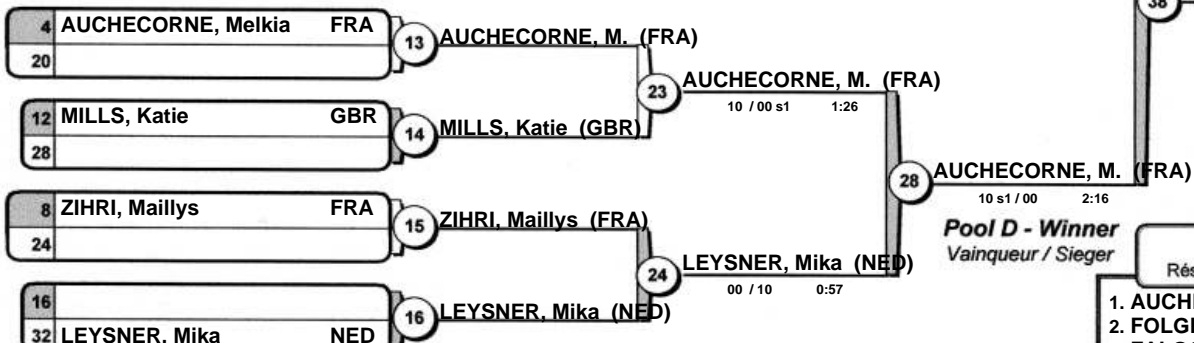 38
4 AUCHECORNE, Melkia FRA
20
13 AUCHECORNE, M. (FRA)
23 AUCHECORNE, M. (FRA)
10 / 00 s1 1:26
12 MILLS, Katie GBR
28
14 MILLS, Katie (GBR)
28 AUCHECORNE, M. (FRA)
10 s1 / 00 2:16
8 ZIHRI, Maillys FRA
24
15 ZIHRI, Maillys (FRA)
Pool D - Winner
Vainqueur / Sieger
24 LEYSNER, Mika (NED)
00 / 10 0:57
16
32 LEYSNER, Mika NED
16 LEYSNER, Mika (NED)
Rés
1. AUCHE
2. FOLG